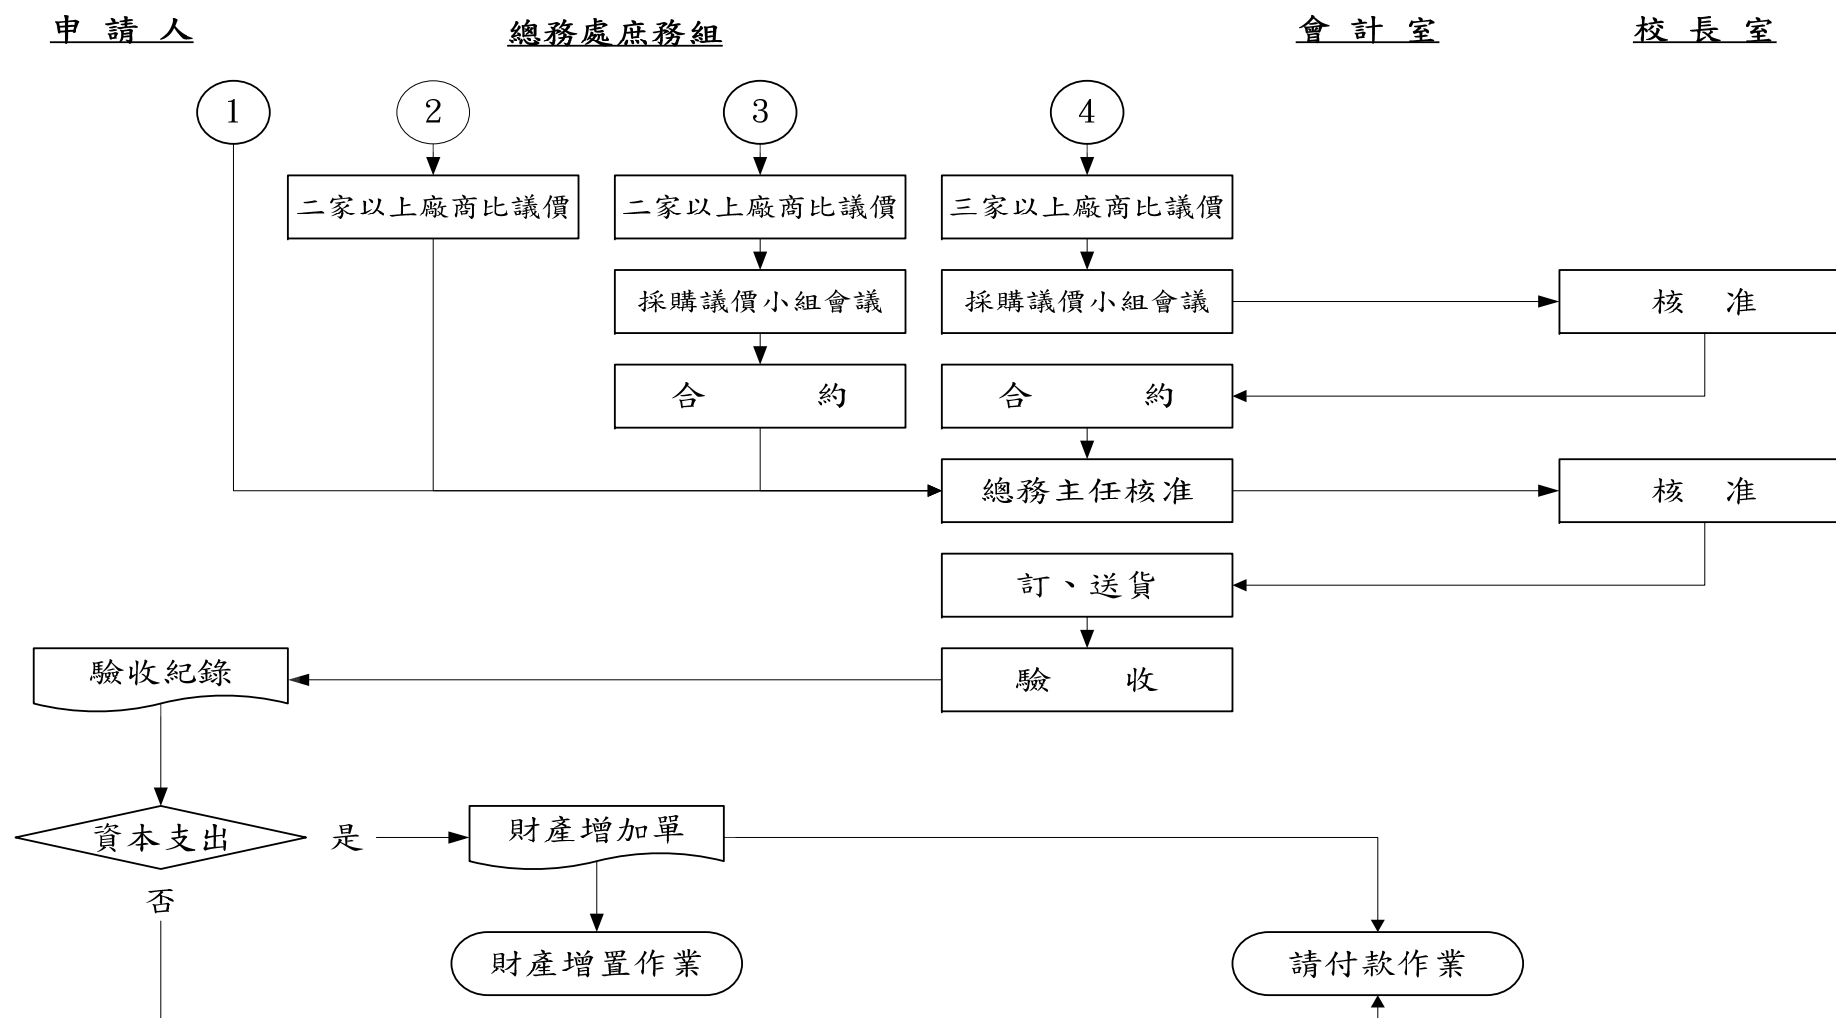 申 請 人 總務處庶務組 會 計 室 校 長 室
1 2 3 4
二家以上廠商比議價 二家以上廠商比議價 三家以上廠商比議價
採購議價小組會議 採購議價小組會議 核 准
合 約 合 約
總務主任核准 核 准
訂、送貨
驗收紀錄 驗 收
資本支出 是 財產增加單
否
財產增置作業 請付款作業